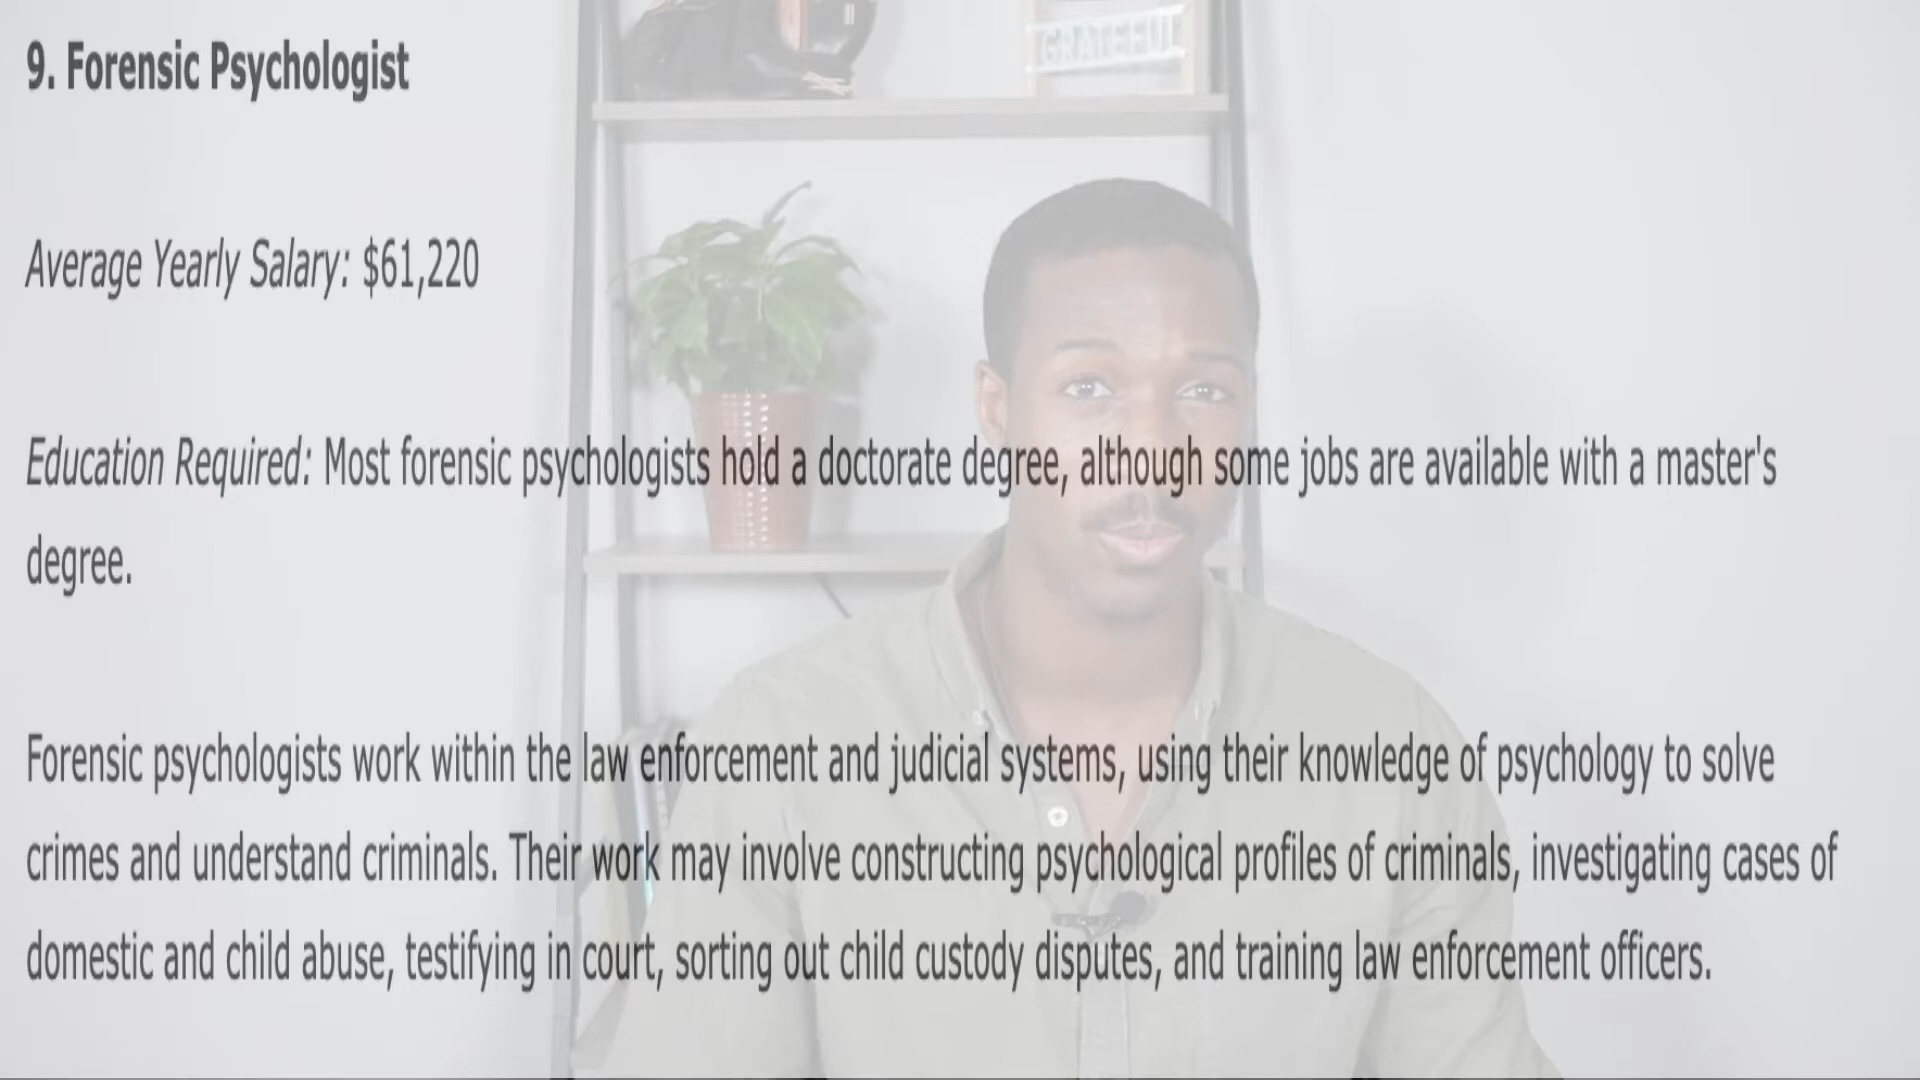 GRATEFUL
9. Forensic Psychologist
Average Yearly Salary: $61,220
Education Required: Most forensic psychologists hold a doctorate degree, although some jobs are available with a master's
degree.
Forensic psychologists work within the law enforcement and judicial systems, using their knowledge of psychology to solve
crimes and understand criminals. Their work may involve constructing psychological profiles of criminals, investigating cases of
domestic and child abuse, testifying in court, sorting out child custody disputes, and training law enforcement officers.